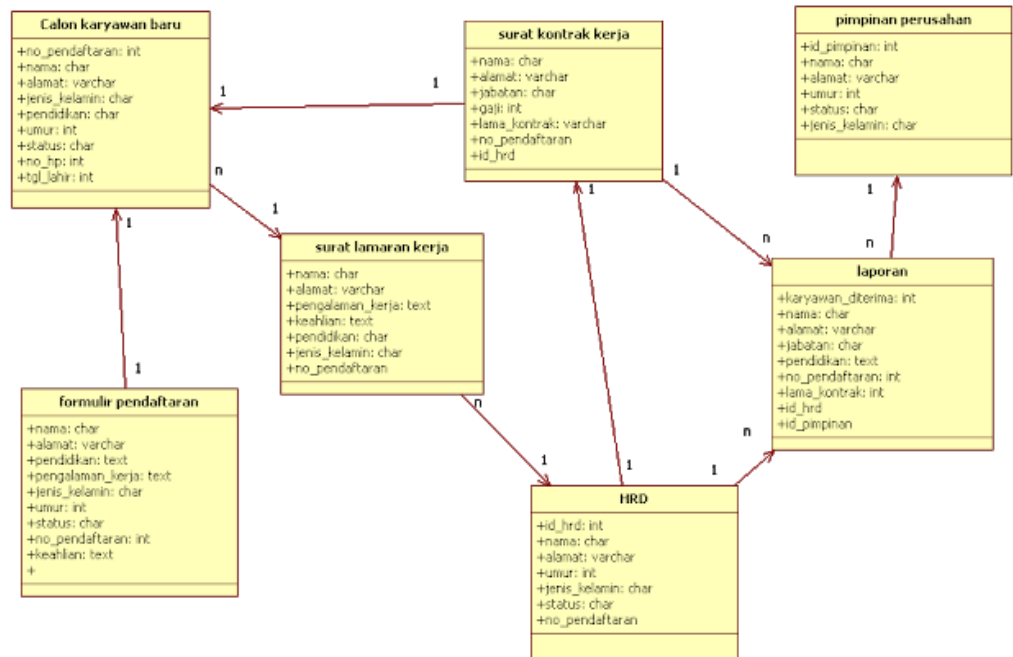 Calon karyawan baru
+no_pendaftaran: int
+nama: char
+alamat: varchar
+jenis_kelamin: char
+pendidikan: char
+umur: int
+status: char
+no_hp: int
+tgl_lahir: int
surat kontrak kerja
+nama: char
+alamat: varchar
+jabatan: char
+gaji: int
+lama_kontrak: varchar
+no_pendaftaran
+id_hrd
pimpinan perusahan
+id_pimpinan: int
+nama: char
+alamat: varchar
+umur: int
+status: char
+jenis_kelamin: char
1
1
n
1
1
1
1
n
1
n
surat lamaran kerja
+nama: char
+alamat: varchar
+pengalaman_kerja: text
+keahlian: text
+pendidikan: char
+jenis_kelamin: char
+no_pendaftaran
laporan
+karyawan_diterima: int
+nama: char
+alamat: varchar
+jabatan: char
+pendidikan: text
+no_pendaftaran: int
+lama_kontrak: int
+id_hrd
+id_pimpinan
1
formulir pendaftaran
+nama: char
+alamat: varchar
+pendidikan: text
+pengalaman_kerja: text
+jenis_kelamin: char
+umur: int
+status: char
+no_pendaftaran: int
+keahlian: text
+
n
1
1
1
n
HRD
+id_hrd: int
+nama: char
+alamat: varchar
+umur: int
+jenis_kelamin: char
+status: char
+no_pendaftaran